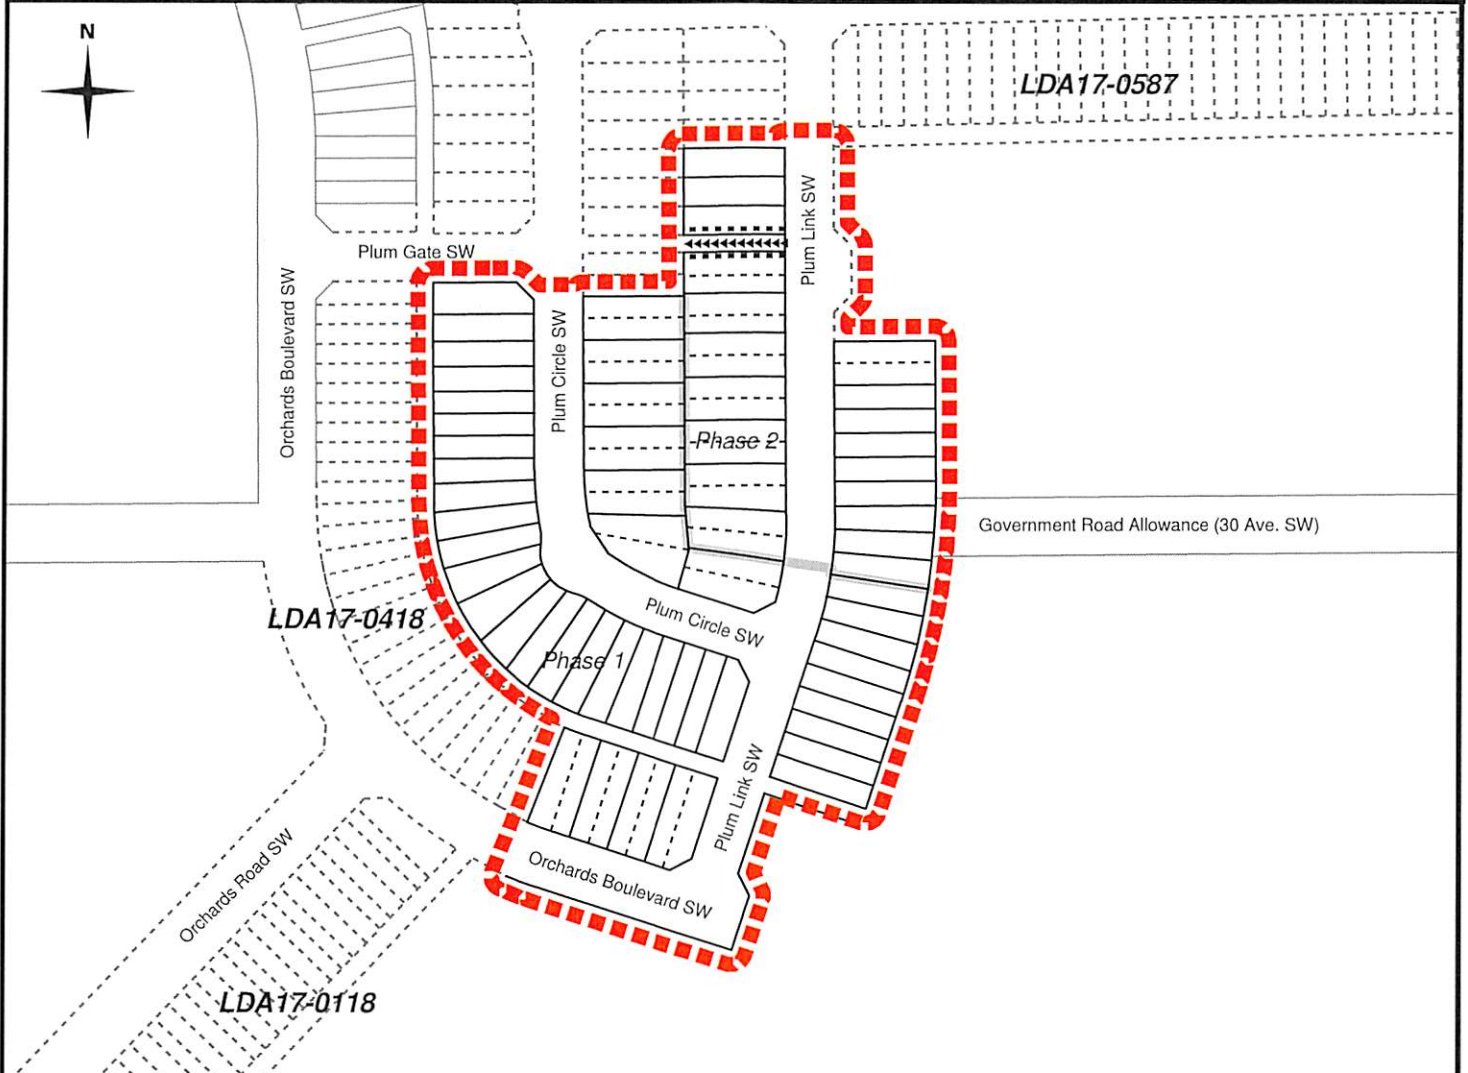 N
LDA17-0587
Plum Link SW
Plum Gate SW
Orchards Boulevard SW
Plum Circle SW
Phase 2
Government Road Allowance (30 Ave. SW)
LDA17-0418
Plum Circle SW
Phase 1
Plum Link SW
Orchards Boulevard SW
Orchards Road SW
LDA17-0118